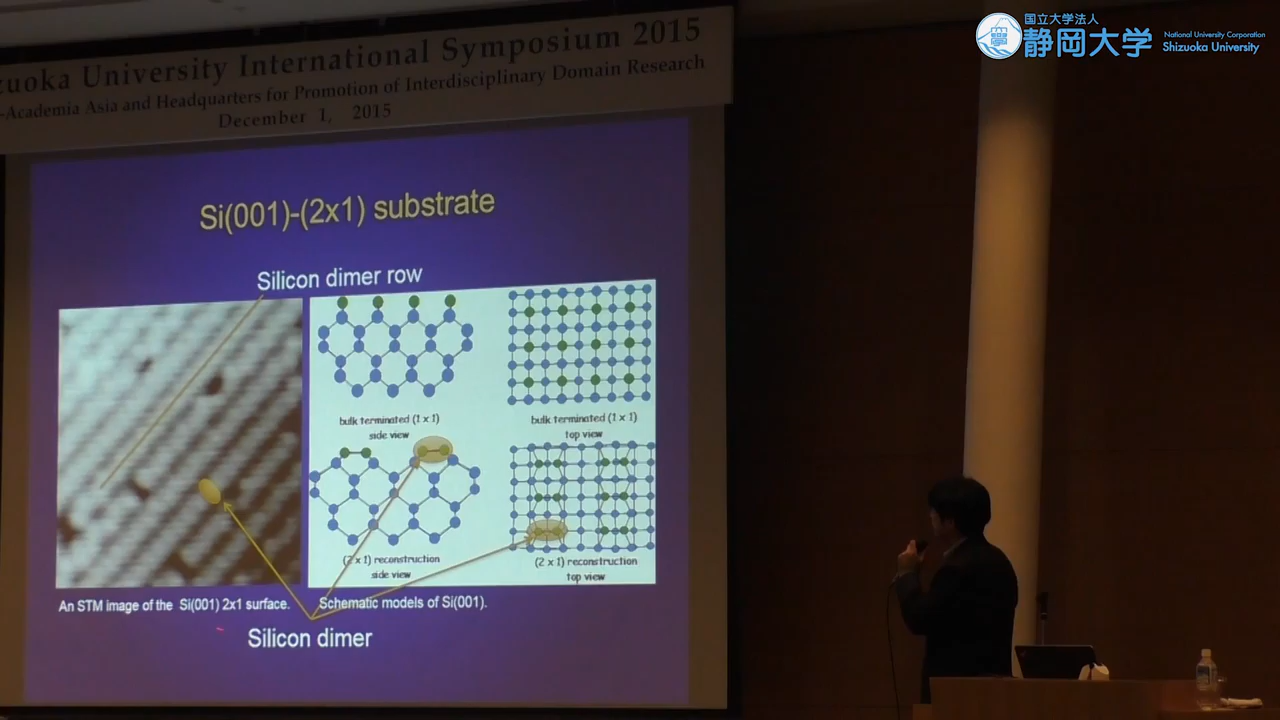 国立大学法人
静岡大学
National University Corporation
Shizuoka University
zuoka University International Symposium 2015
-Academia Asia and Headquarters for Promotion of Interdisciplinary Domain Research
December 1, 2015
Si(001)-(2x1) substrate
Silicon dimer row
bulk terminated (1 x 1)
side view
bulk terminated (1 x 1)
top view
(2 x 1) reconstruction
side view
(2 x 1) reconstruction
top view
An STM image of the Si(001) 2x1 surface.
Schematic models of Si(001).
Silicon dimer